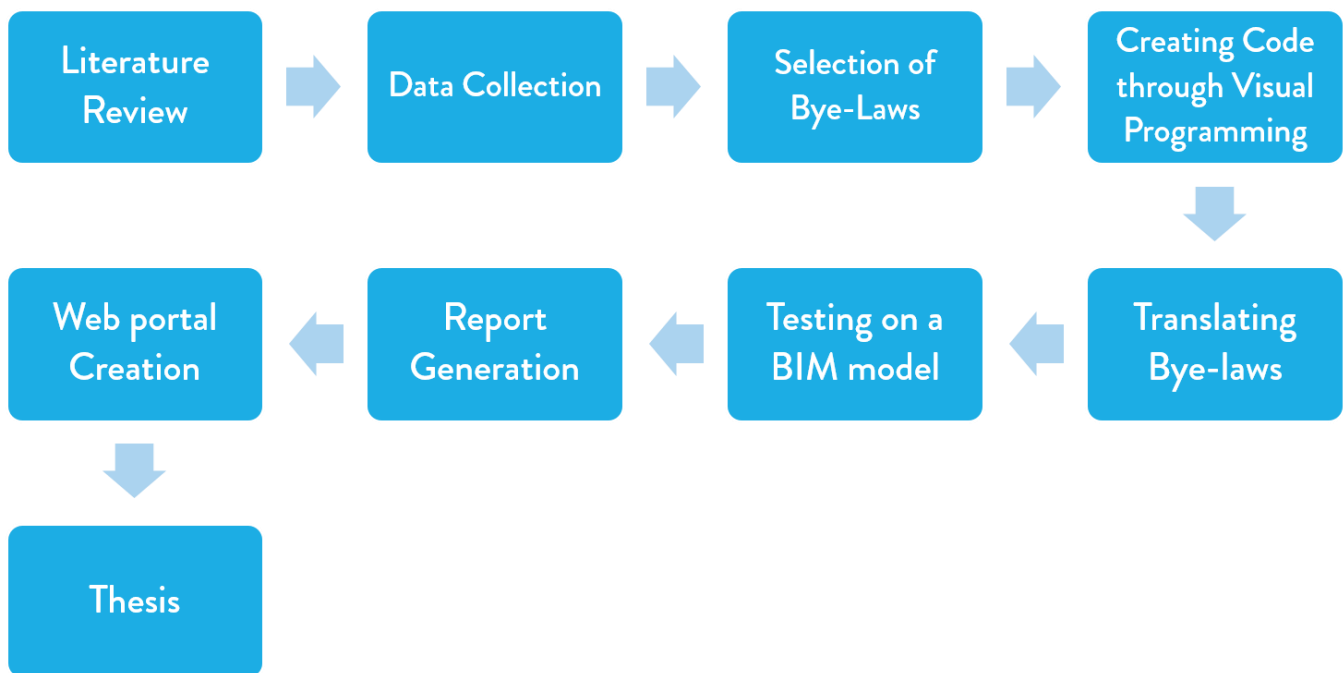 Literature
Review
Data Collection
Selection of
Bye-Laws
Creating Code
through Visual
Programming
Translating
Bye-laws
Testing on a
BIM model
Report
Generation
Web portal
Creation
Thesis